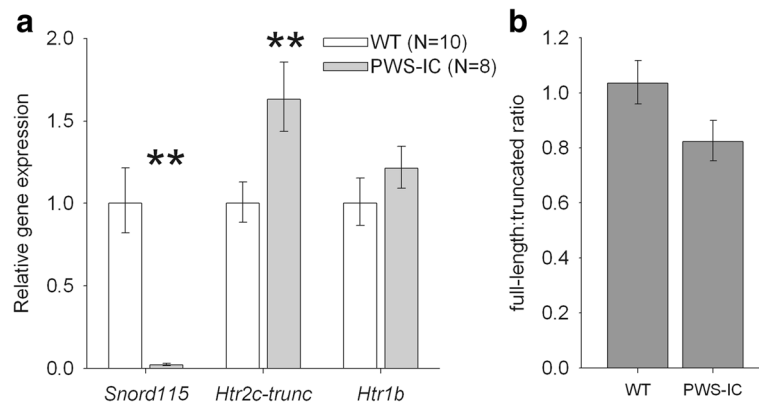 a
b
2.0
1.5
1.0
0.5
0.0
Relative gene expression
**
**
WT (N=10)
PWS-IC (N=8)
Snord115 Htr2c-trunc Htr1b
1.2
1.0
0.8
0.6
0.4
0.2
0.0
full-length:truncated ratio
WT PWS-IC